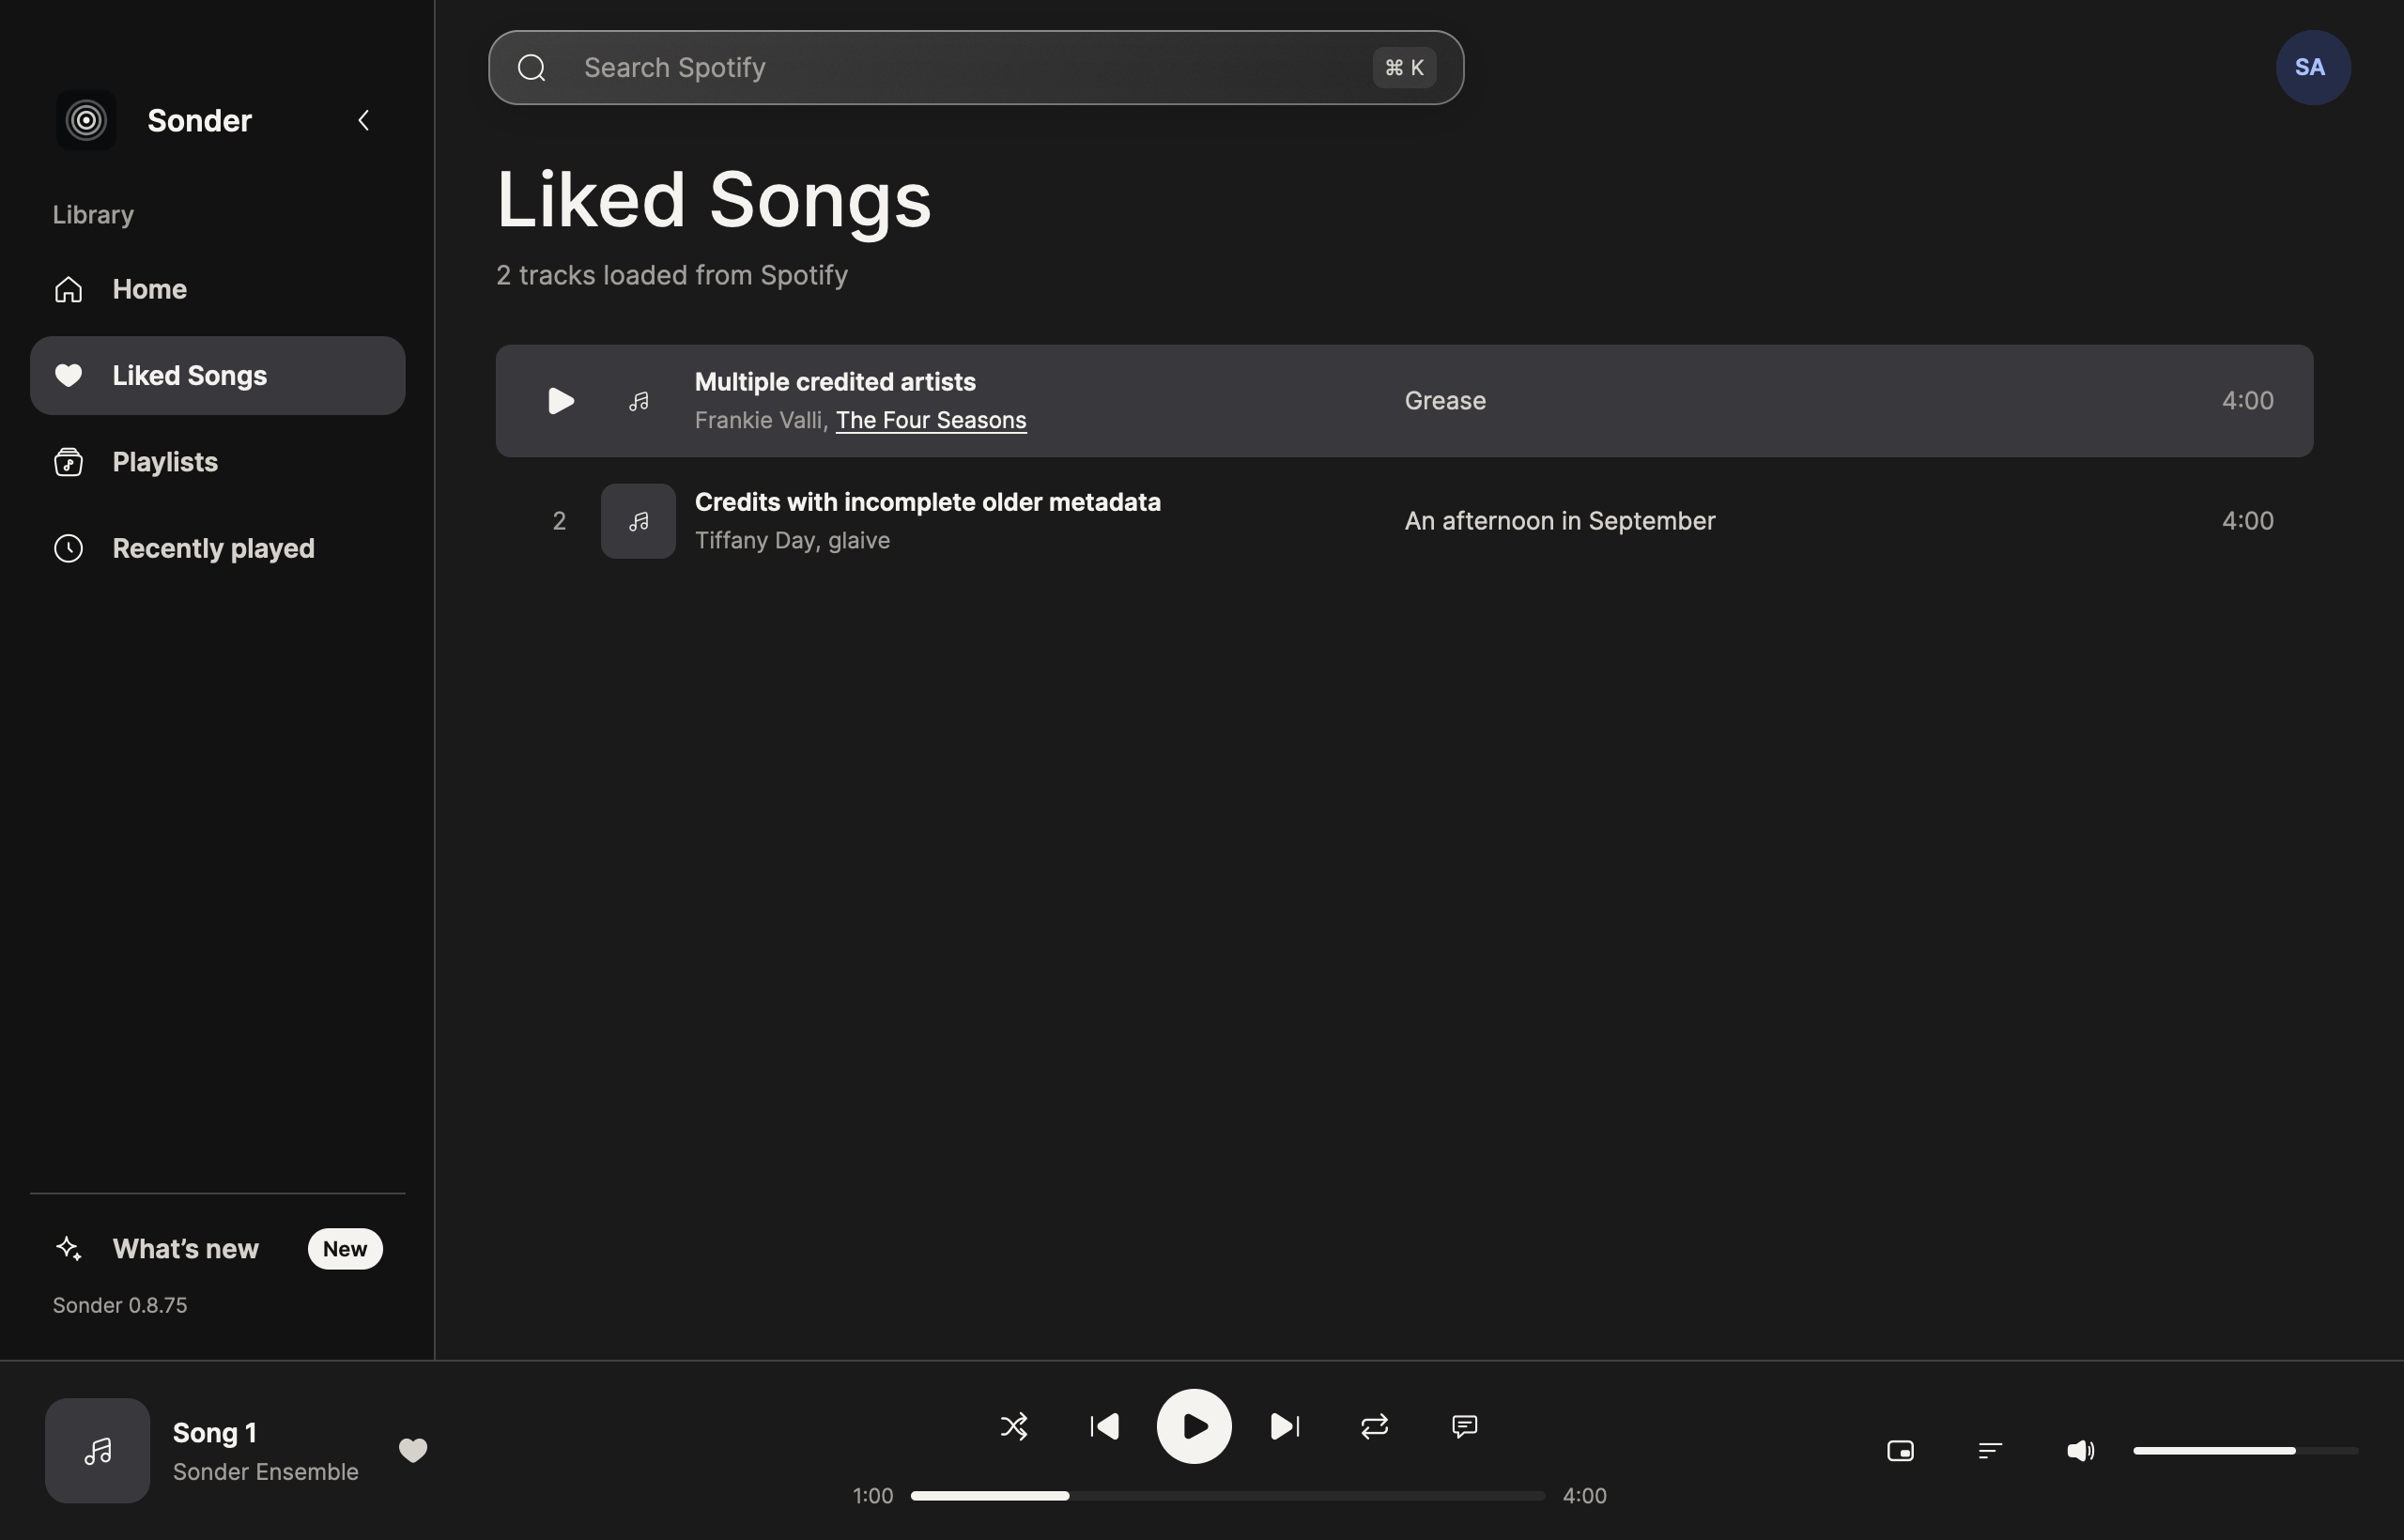 Search Spotify
⌘ K
SA
Sonder
Library
Home
Liked Songs
Playlists
Recently played
Liked Songs
2 tracks loaded from Spotify
Multiple credited artists
Frankie Valli, The Four Seasons
Grease
4:00
2
Credits with incomplete older metadata
Tiffany Day, glaive
An afternoon in September
4:00
What’s new
New
Sonder 0.8.75
Song 1
Sonder Ensemble
1:00
4:00